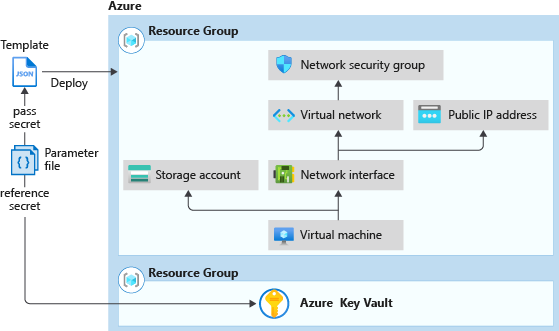 Azure
Resource Group
Template
JSON
Deploy
Network security group
pass
secret
Virtual network
Public IP address
{ }
Parameter
file
Storage account
Network interface
reference
secret
Virtual machine
Resource Group
Azure Key Vault